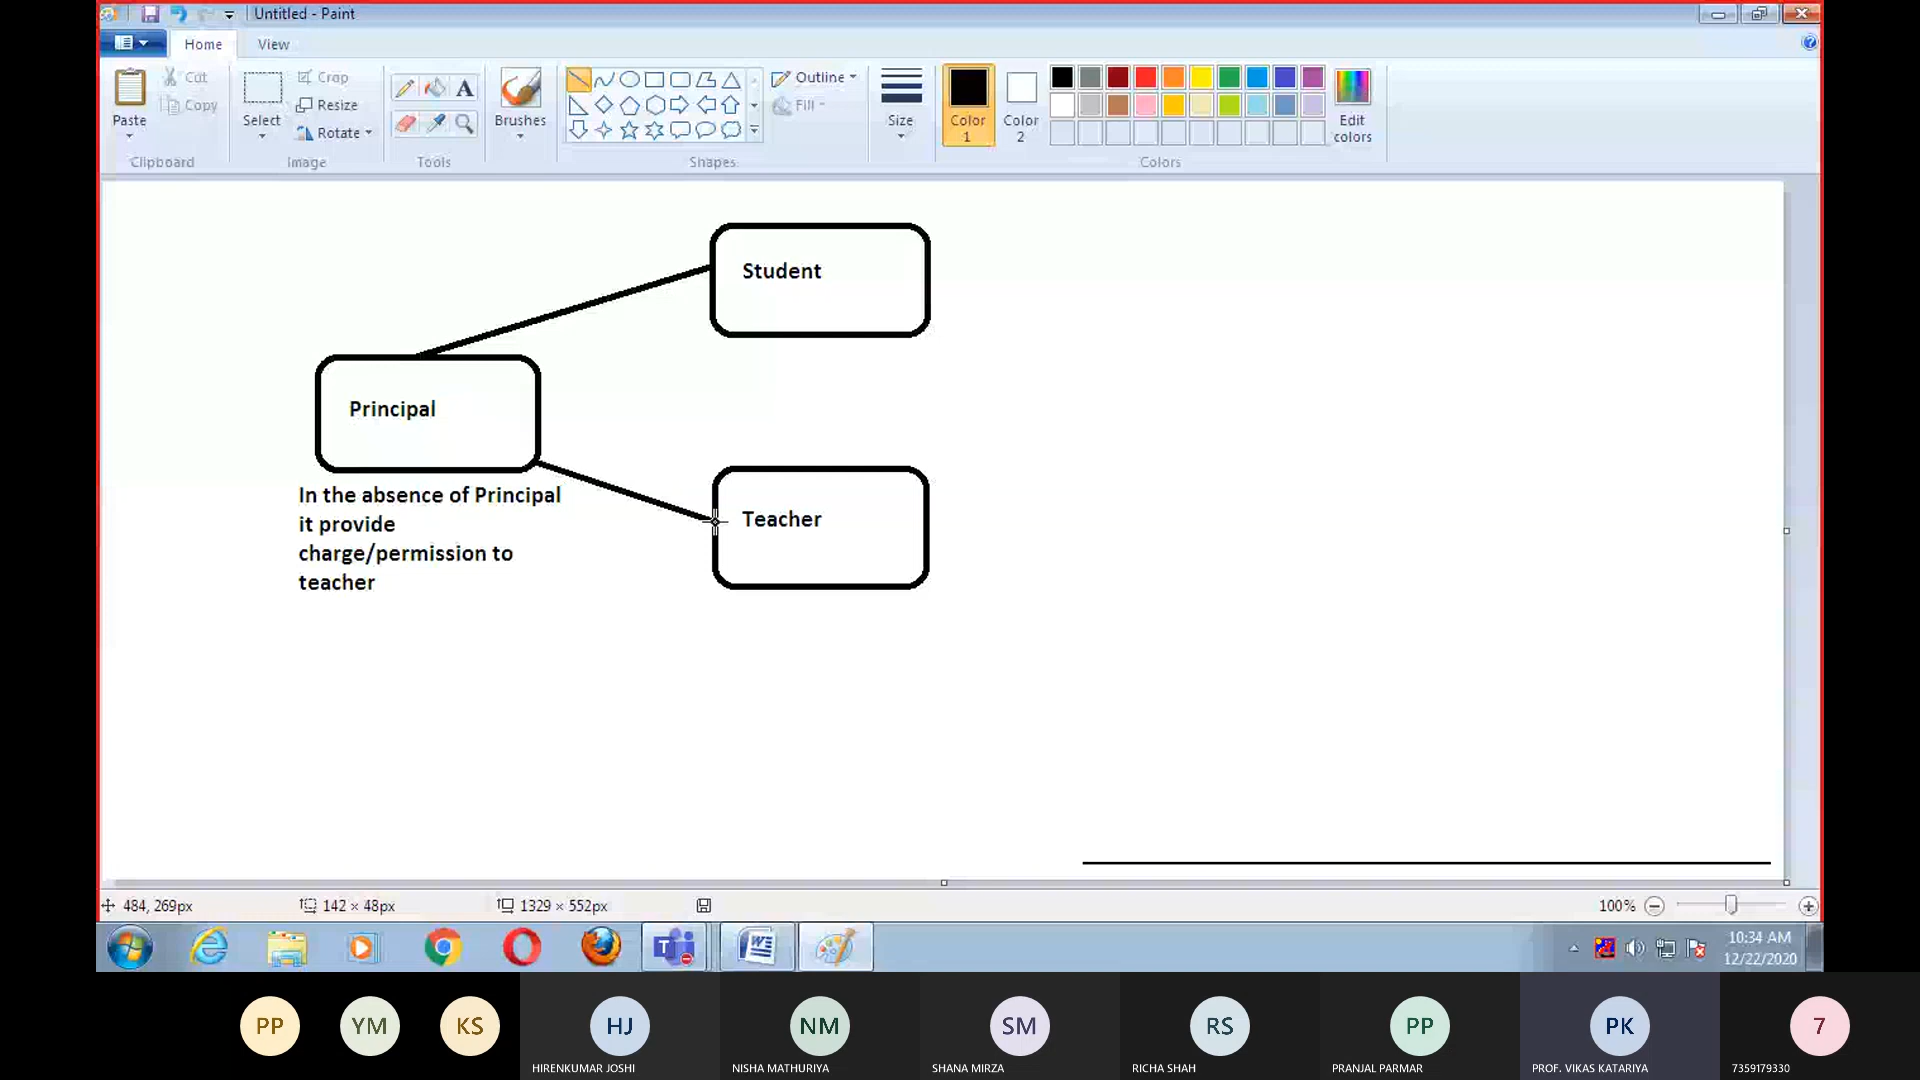 Untitled - Paint
Home
View
Cut
Copy
Paste
Clipboard
Crop
Resize
Rotate
Select
Image
A
Tools
Brushes
Outline
Fill
Shapes
Size
Color
1
Color
2
Edit
colors
Colors
Student
Principal
Teacher
In the absence of Principal
it provide
charge/permission to
teacher
484, 269px
142 × 48px
1329 × 552px
100%
10:34 AM
12/22/2020
PP
YM
KS
HJ
HIRENKUMAR JOSHI
NM
NISHA MATHURIYA
SM
SHANA MIRZA
RS
RICHA SHAH
PP
PRANJAL PARMAR
PK
PROF. VIKAS KATARIYA
7
7359179330